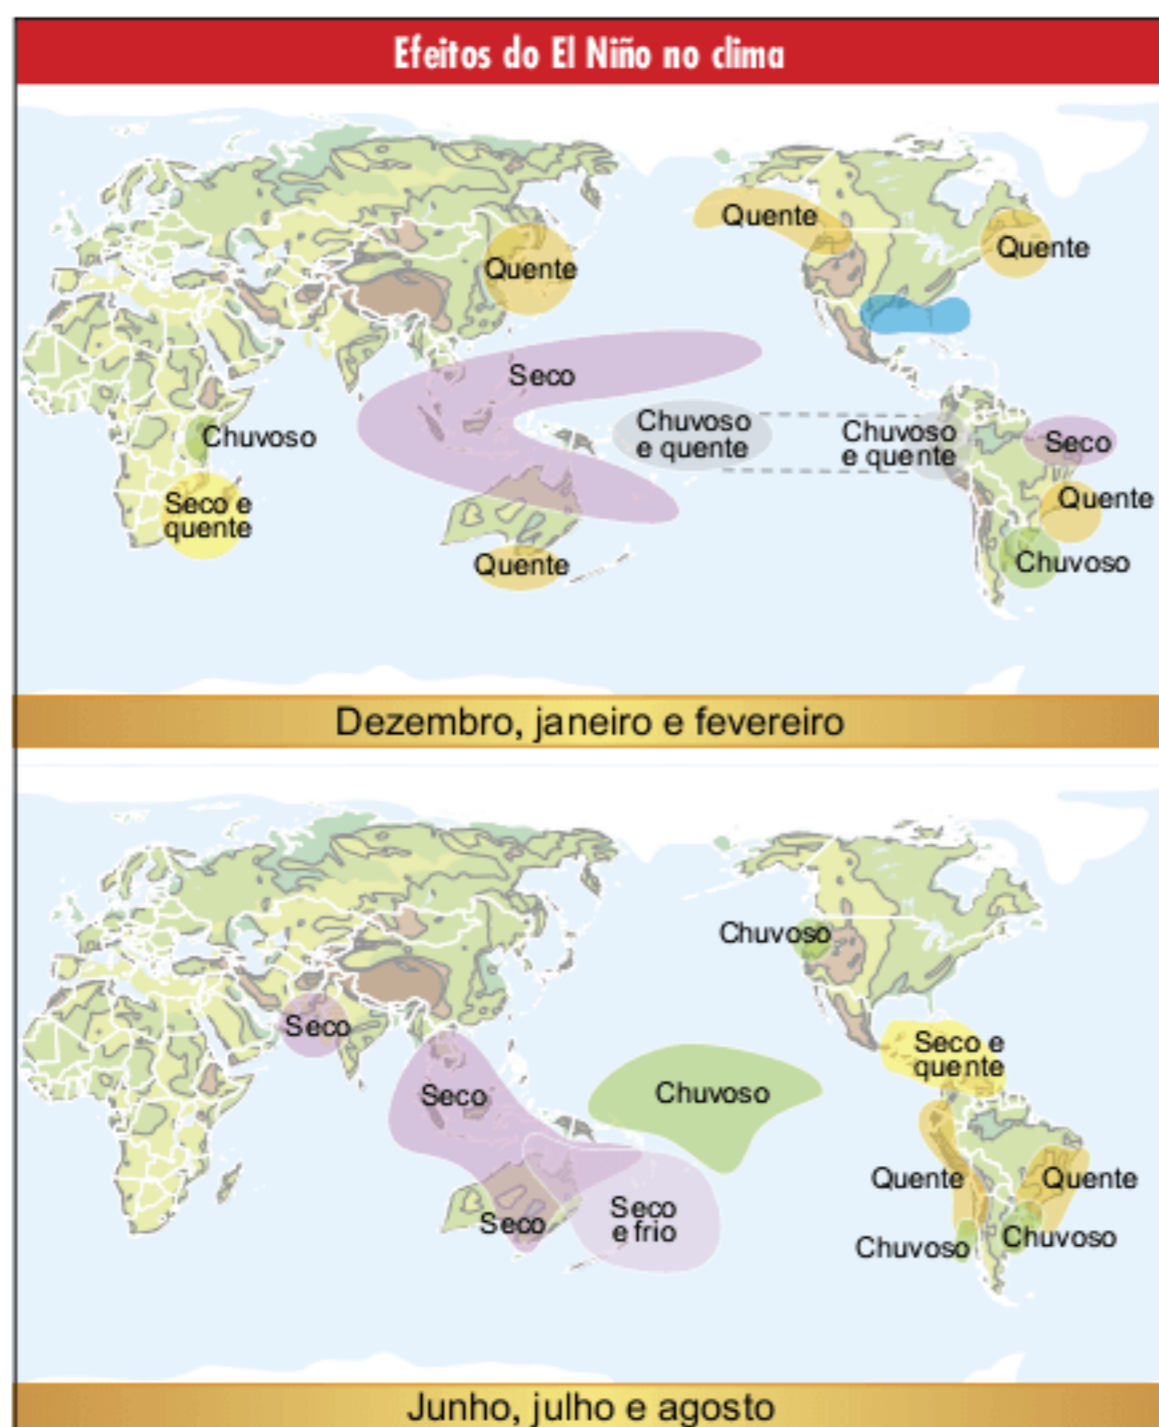 Efeitos do El Niño no clima
Quente
Quente
Quente
Seco
Chuvoso
Chuvoso
e quente
Chuvoso
e quente
Seco
Seco e
quente
Quente
Quente
Chuvoso
Dezembro, janeiro e fevereiro
Chuvoso
Seco
Seco e
quente
Seco
Chuvoso
Quente
Quente
Seco
Seco
e frio
Chuvoso
Chuvoso
Junho, julho e agosto